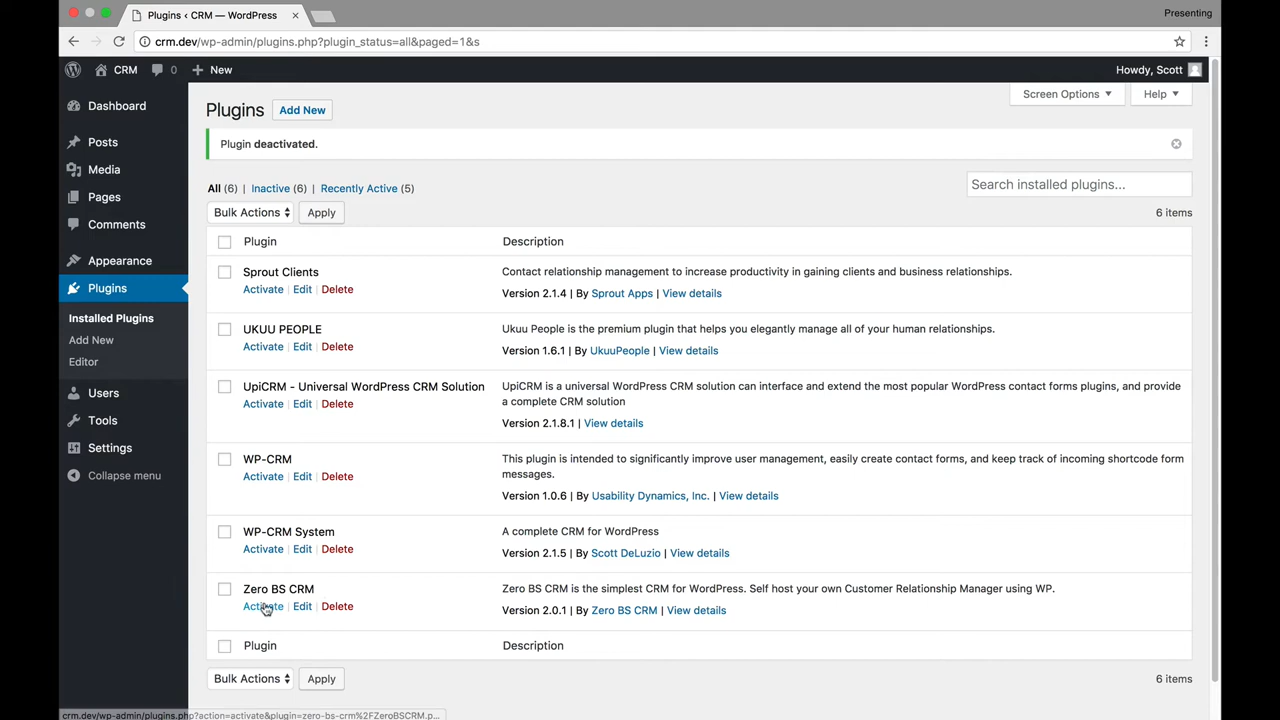 Plugins ‹ CRM — WordPress
Presenting
crm.dev/wp-admin/plugins.php?plugin_status=all&paged=1&s
CRM 0 + New Howdy, Scott
Dashboard
Posts
Media
Pages
Comments
Appearance
Plugins
Installed Plugins
Add New
Editor
Users
Tools
Settings
Collapse menu
Screen Options Help
Plugins Add New
Plugin deactivated.
All (6) | Inactive (6) | Recently Active (5)
Search installed plugins...
Bulk Actions Apply 6 items
Plugin Description
Sprout Clients
Activate | Edit | Delete
Contact relationship management to increase productivity in gaining clients and business relationships.
Version 2.1.4 | By Sprout Apps | View details
UKUU PEOPLE
Activate | Edit | Delete
Ukuu People is the premium plugin that helps you elegantly manage all of your human relationships.
Version 1.6.1 | By UkuuPeople | View details
UpiCRM - Universal WordPress CRM Solution
Activate | Edit | Delete
UpiCRM is a universal WordPress CRM solution can interface and extend the most popular WordPress contact forms plugins, and provide
a complete CRM solution
Version 2.1.8.1 | View details
WP-CRM
Activate | Edit | Delete
This plugin is intended to significantly improve user management, easily create contact forms, and keep track of incoming shortcode form
messages.
Version 1.0.6 | By Usability Dynamics, Inc. | View details
WP-CRM System
Activate | Edit | Delete
A complete CRM for WordPress
Version 2.1.5 | By Scott DeLuzio | View details
Zero BS CRM
Activate | Edit | Delete
Zero BS CRM is the simplest CRM for WordPress. Self host your own Customer Relationship Manager using WP.
Version 2.0.1 | By Zero BS CRM | View details
Plugin Description
Bulk Actions Apply 6 items
crm.dev/wp-admin/plugins.php?action=activate&plugin=zero-bs-crm%2FZeroBSCRM.p...